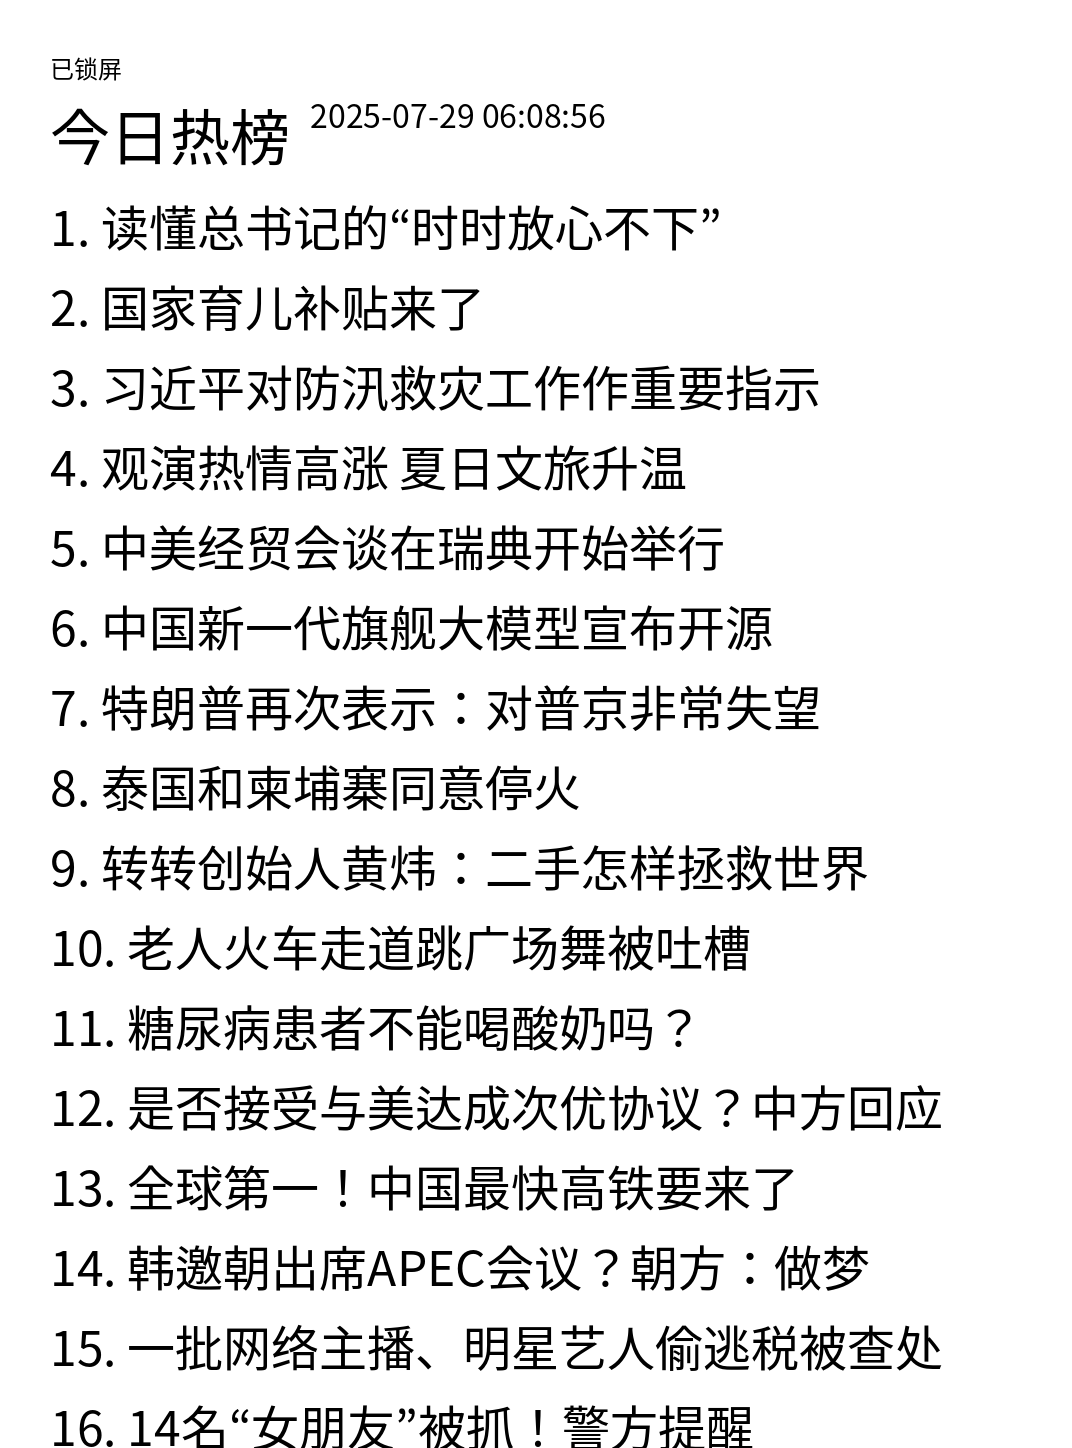 已锁屏
今日热榜 2025-07-29 06:08:56
1. 读懂总书记的“时时放心不下”
2. 国家育儿补贴来了
3. 习近平对防汛救灾工作作重要指示
4. 观演热情高涨 夏日文旅升温
5. 中美经贸会谈在瑞典开始举行
6. 中国新一代旗舰大模型宣布开源
7. 特朗普再次表示：对普京非常失望
8. 泰国和柬埔寨同意停火
9. 转转创始人黄炜：二手怎样拯救世界
10. 老人火车走道跳广场舞被吐槽
11. 糖尿病患者不能喝酸奶吗？
12. 是否接受与美达成次优协议？中方回应
13. 全球第一！中国最快高铁要来了
14. 韩邀朝出席APEC会议？朝方：做梦
15. 一批网络主播、明星艺人偷逃税被查处
16. 14名“女朋友”被抓！警方提醒